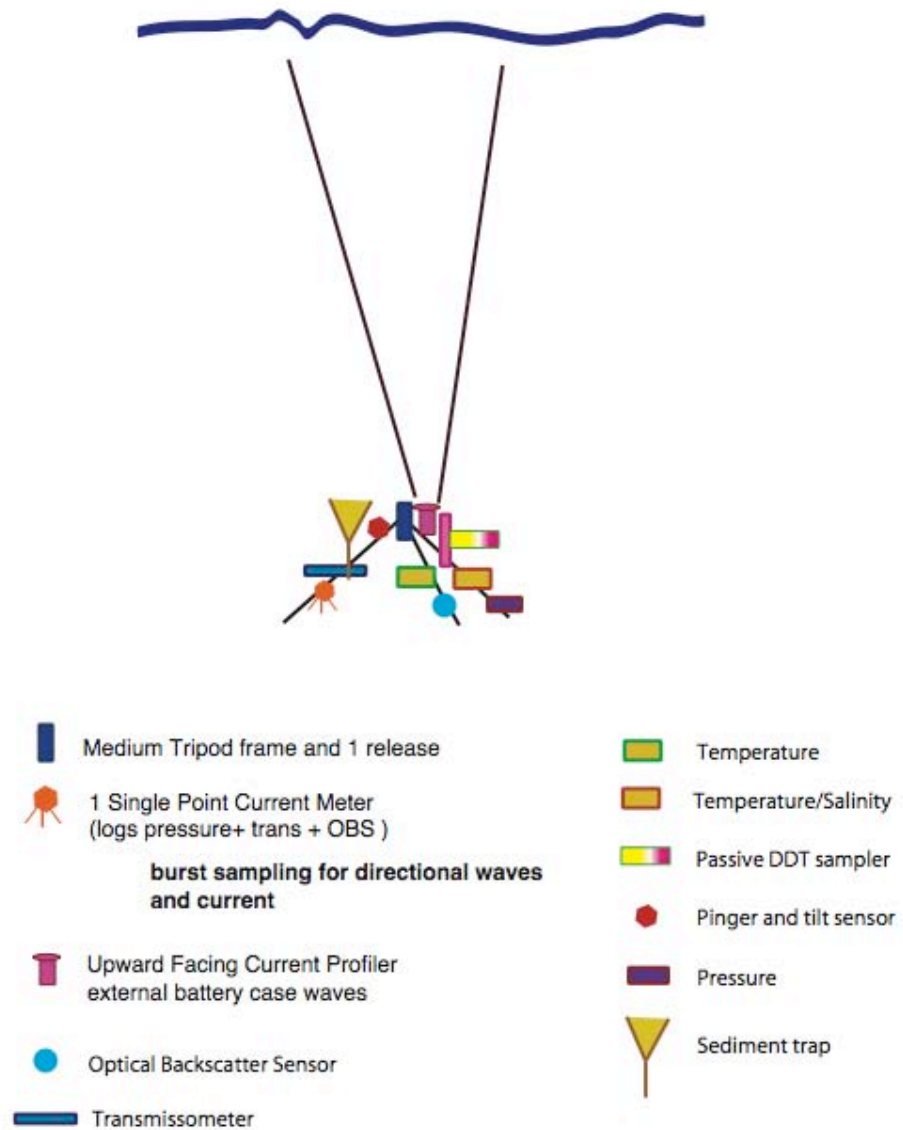 Medium Tripod frame and 1 release
1 Single Point Current Meter
(logs pressure+ trans + OBS )
burst sampling for directional waves
and current
Upward Facing Current Profiler
external battery case waves
Optical Backscatter Sensor
Transmissometer
Temperature
Temperature/Salinity
Passive DDT sampler
Pinger and tilt sensor
Pressure
Sediment trap